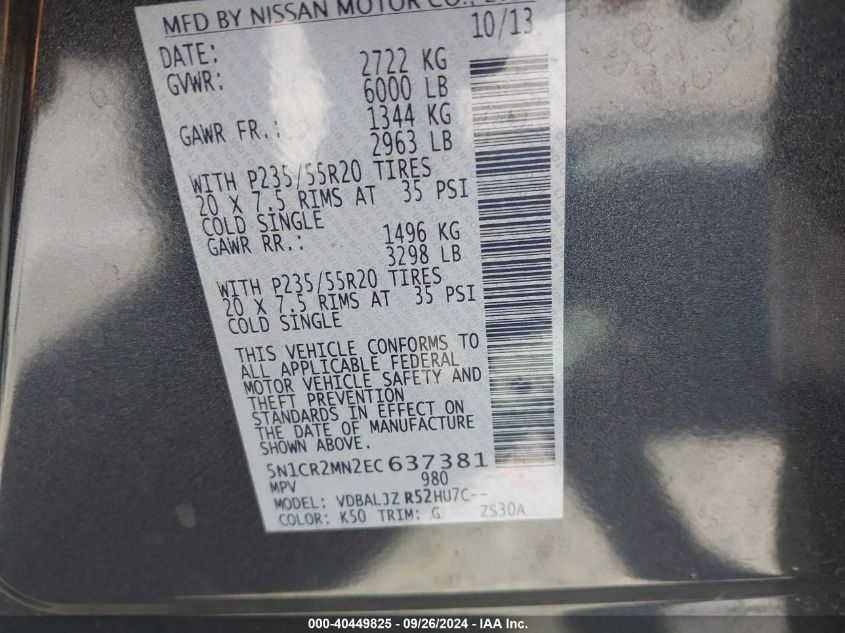 MFD BY NISSAN MOTOR CO.,
DATE: 10/13
GVWR: 2722 KG
6000 LB
GAWR FR.: 1344 KG
2963 LB
WITH P235/55R20 TIRES
20 X 7.5 RIMS AT 35 PSI
COLD SINGLE
GAWR RR.: 1496 KG
3298 LB
WITH P235/55R20 TIRES
20 X 7.5 RIMS AT 35 PSI
COLD SINGLE
THIS VEHICLE CONFORMS TO
ALL APPLICABLE FEDERAL
MOTOR VEHICLE SAFETY AND
THEFT PREVENTION
STANDARDS IN EFFECT ON
THE DATE OF MANUFACTURE
SHOWN ABOVE.
5N1CR2MN2EC637381
MPV 980
MODEL: VDBALJZ R52HU7C--
COLOR: K50 TRIM: G ZS30A
000-40449825 - 09/26/2024 - IAA Inc.